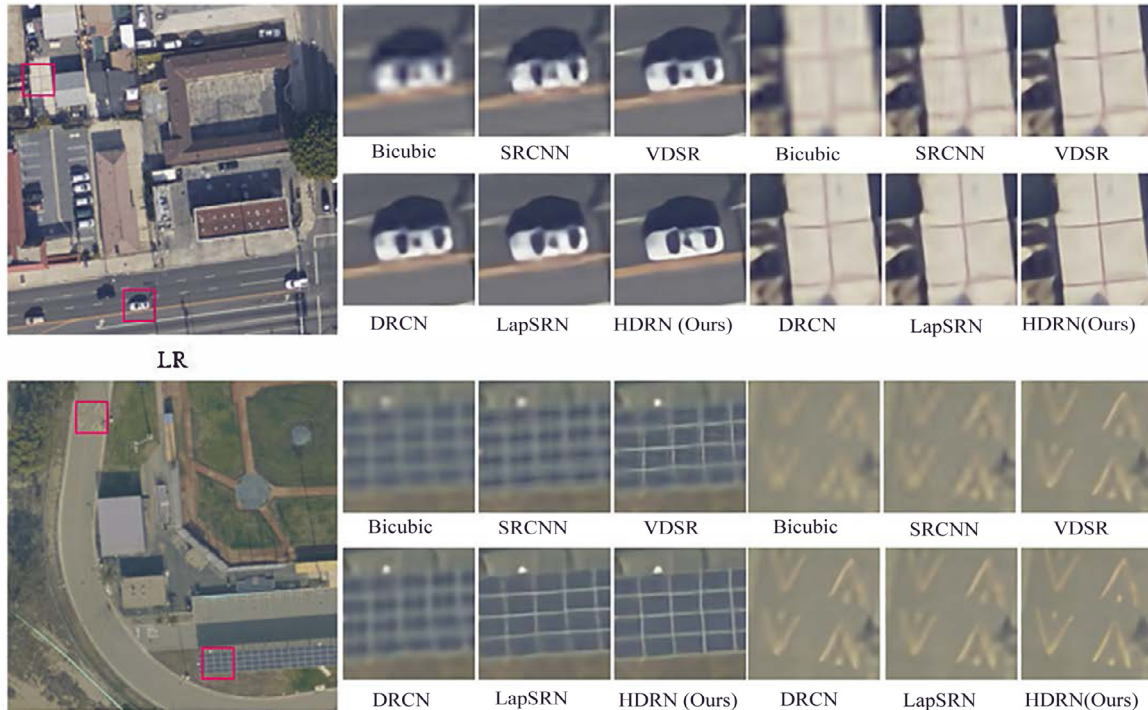 Bicubic SRCNN VDSR Bicubic SRCNN VDSR
DRCN LapSRN HDRN (Ours) DRCN LapSRN HDRN(Ours)
LR
Bicubic SRCNN VDSR Bicubic SRCNN VDSR
DRCN LapSRN HDRN (Ours) DRCN LapSRN HDRN(Ours)